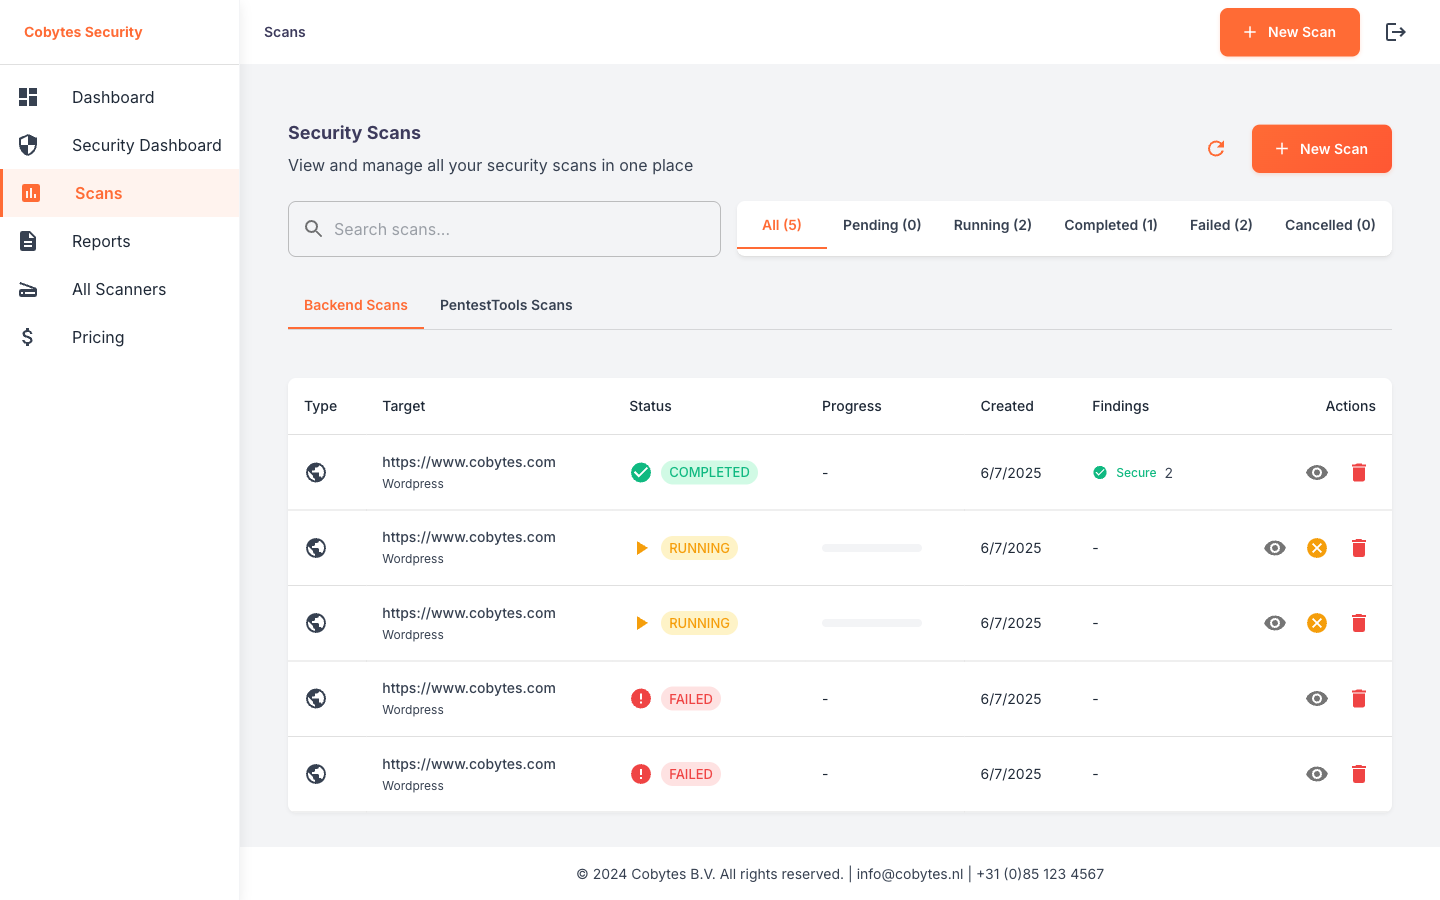 Cobytes Security
Scans
New Scan
Dashboard
Security Dashboard
Scans
Reports
All Scanners
Pricing
Security Scans
View and manage all your security scans in one place
New Scan
Search scans...
All (5) Pending (0) Running (2) Completed (1) Failed (2) Cancelled (0)
Backend Scans PentestTools Scans
Type Target Status Progress Created Findings Actions
https://www.cobytes.com
Wordpress
COMPLETED - 6/7/2025 Secure 2
https://www.cobytes.com
Wordpress
RUNNING 6/7/2025 -
https://www.cobytes.com
Wordpress
RUNNING 6/7/2025 -
https://www.cobytes.com
Wordpress
FAILED - 6/7/2025 -
https://www.cobytes.com
Wordpress
FAILED - 6/7/2025 -
© 2024 Cobytes B.V. All rights reserved. | info@cobytes.nl | +31 (0)85 123 4567